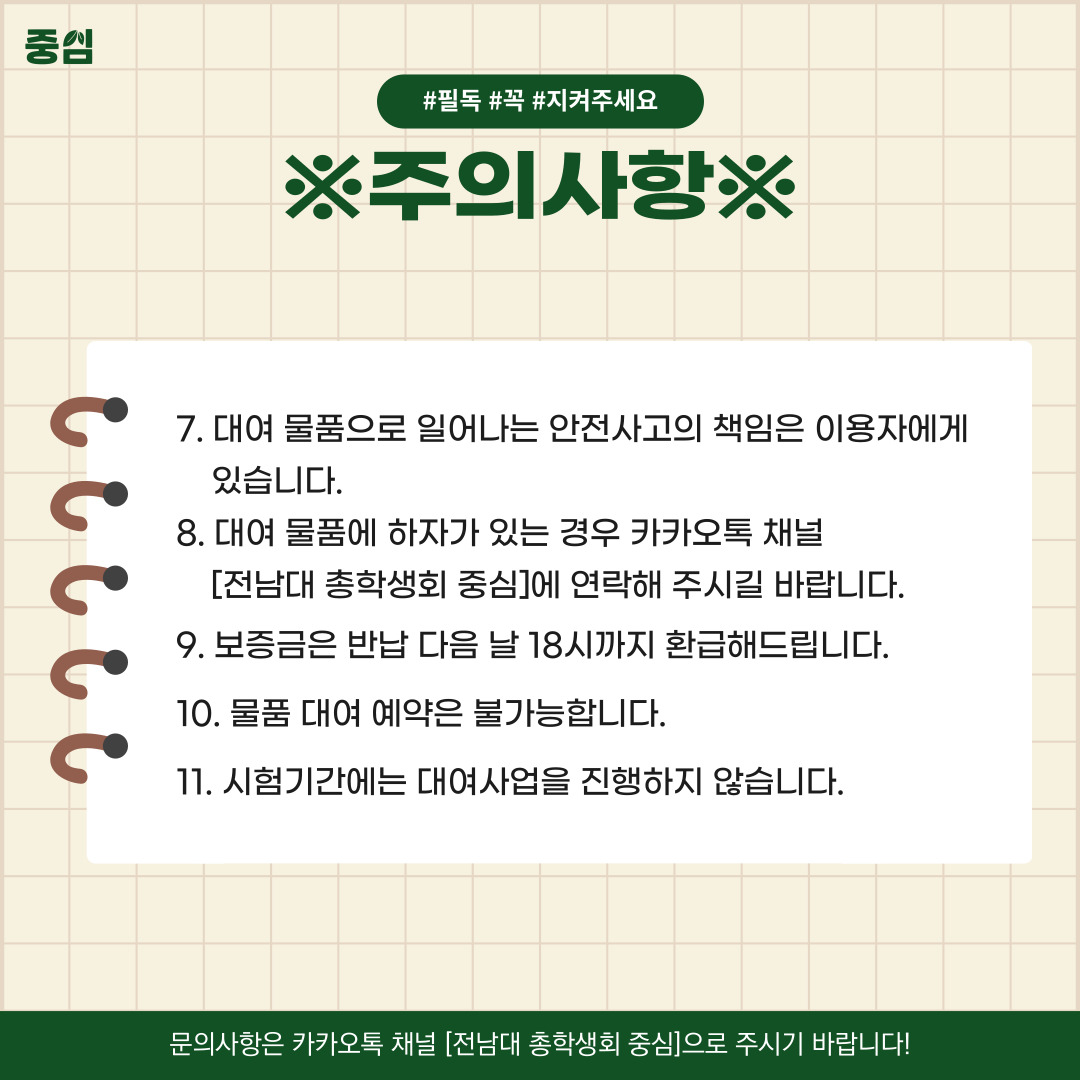 중심
#필독 #꼭 #지켜주세요
※주의사항※
7. 대여 물품으로 일어나는 안전사고의 책임은 이용자에게
있습니다.
8. 대여 물품에 하자가 있는 경우 카카오톡 채널
[전남대 총학생회 중심]에 연락해 주시길 바랍니다.
9. 보증금은 반납 다음 날 18시까지 환급해드립니다.
10. 물품 대여 예약은 불가능합니다.
11. 시험기간에는 대여사업을 진행하지 않습니다.
문의사항은 카카오톡 채널 [전남대 총학생회 중심]으로 주시기 바랍니다!